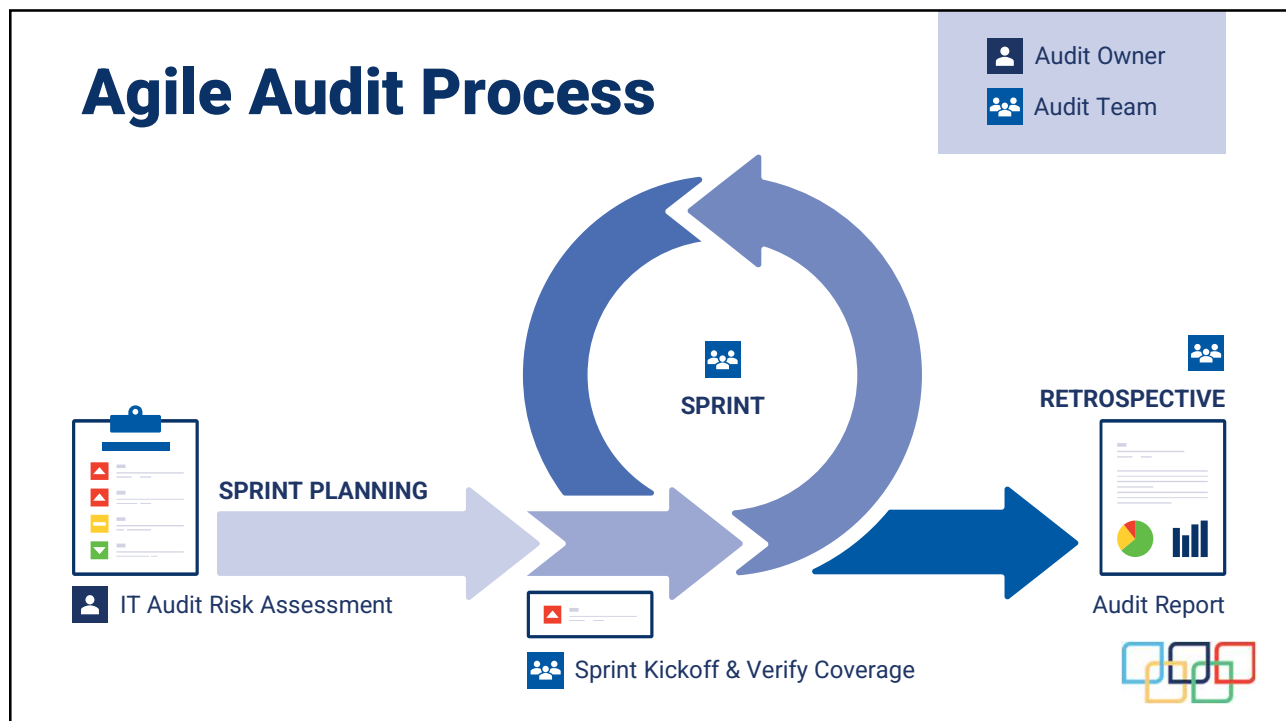 Agile Audit Process
Audit Owner
Audit Team
SPRINT
RETROSPECTIVE
SPRINT PLANNING
IT Audit Risk Assessment
Audit Report
Sprint Kickoff & Verify Coverage